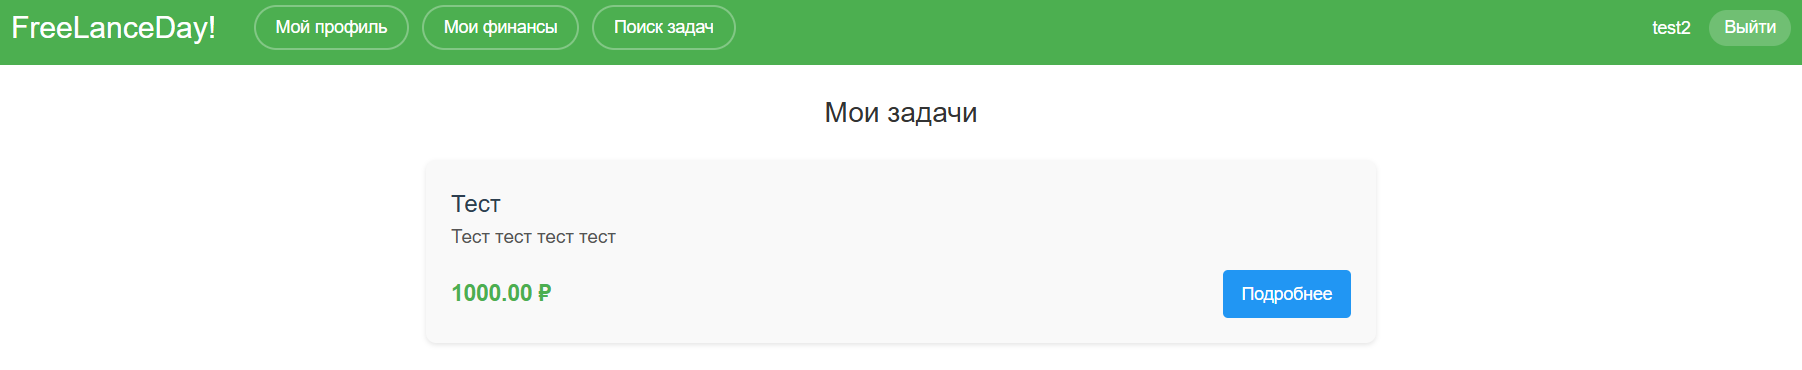 FreeLanceDay! Мой профиль Мои финансы Поиск задач test2 Выйти
Мои задачи
Тест
Тест тест тест тест
1000.00 ₽ Подробнее